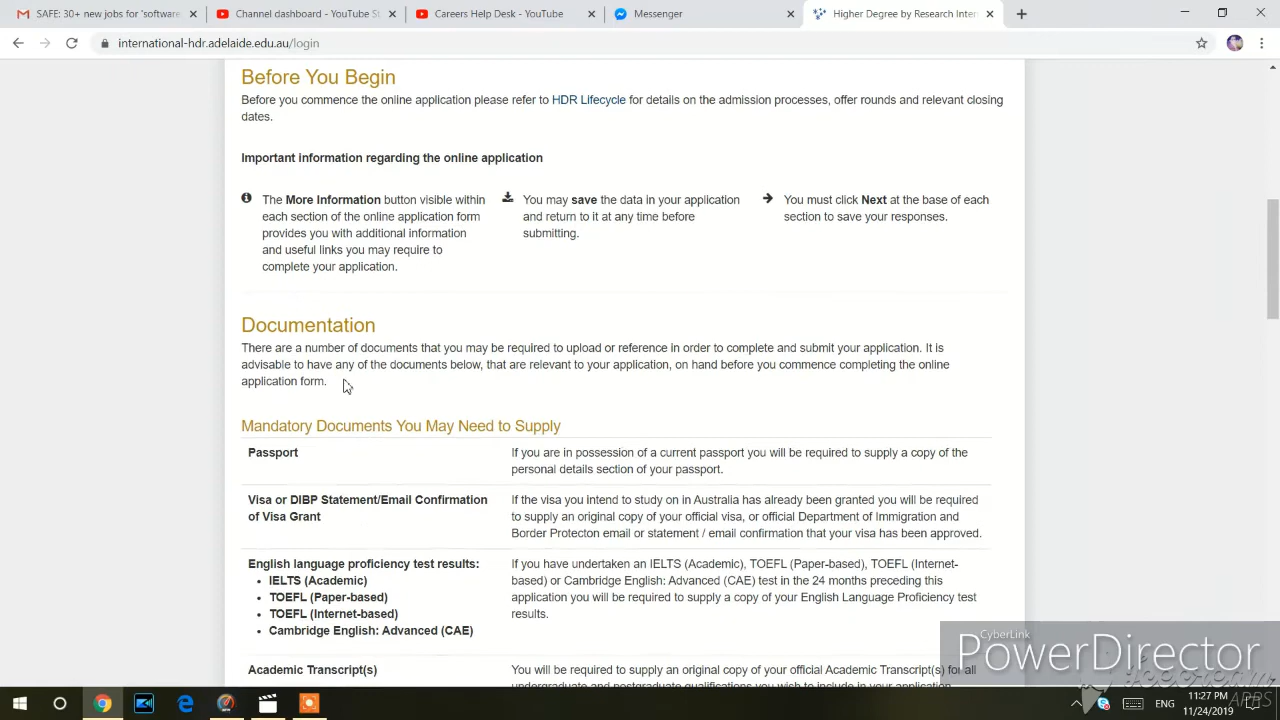 SAFE: 30+ new jobs for 'software
Channel dashboard - YouTube St
Careers Help Desk - YouTube
Messenger
Higher Degree by Research Inter
international-hdr.adelaide.edu.au/login
Before You Begin
Before you commence the online application please refer to HDR Lifecycle for details on the admission processes, offer rounds and relevant closing
dates.
Important information regarding the online application
The More Information button visible within
each section of the online application form
provides you with additional information
and useful links you may require to
complete your application.
You may save the data in your application
and return to it at any time before
submitting.
You must click Next at the base of each
section to save your responses.
Documentation
There are a number of documents that you may be required to upload or reference in order to complete and submit your application. It is
advisable to have any of the documents below, that are relevant to your application, on hand before you commence completing the online
application form.
Mandatory Documents You May Need to Supply
Passport
If you are in possession of a current passport you will be required to supply a copy of the
personal details section of your passport.
Visa or DIBP Statement/Email Confirmation
of Visa Grant
If the visa you intend to study on in Australia has already been granted you will be required
to supply an original copy of your official visa, or official Department of Immigration and
Border Protecton email or statement / email confirmation that your visa has been approved.
English language proficiency test results:
• IELTS (Academic)
• TOEFL (Paper-based)
• TOEFL (Internet-based)
• Cambridge English: Advanced (CAE)
If you have undertaken an IELTS (Academic), TOEFL (Paper-based), TOEFL (Internet-
based) or Cambridge English: Advanced (CAE) test in the 24 months preceding this
application you will be required to supply a copy of your English Language Proficiency test
results.
Academic Transcript(s)
You will be required to supply an original copy of your official Academic Transcript(s) for all
undergraduate and postgraduate qualifications you wish to include in your application
CyberLink
PowerDirector
APPS
ENG
11:27 PM
11/24/2019